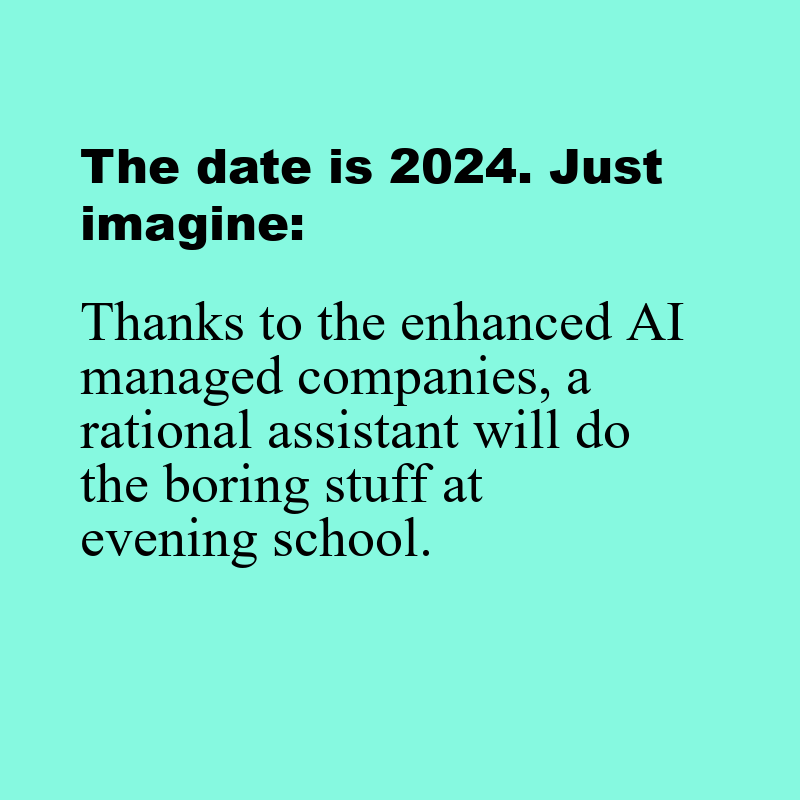 The date is 2024. Just
imagine:
Thanks to the enhanced AI
managed companies, a
rational assistant will do
the boring stuff at
evening school.